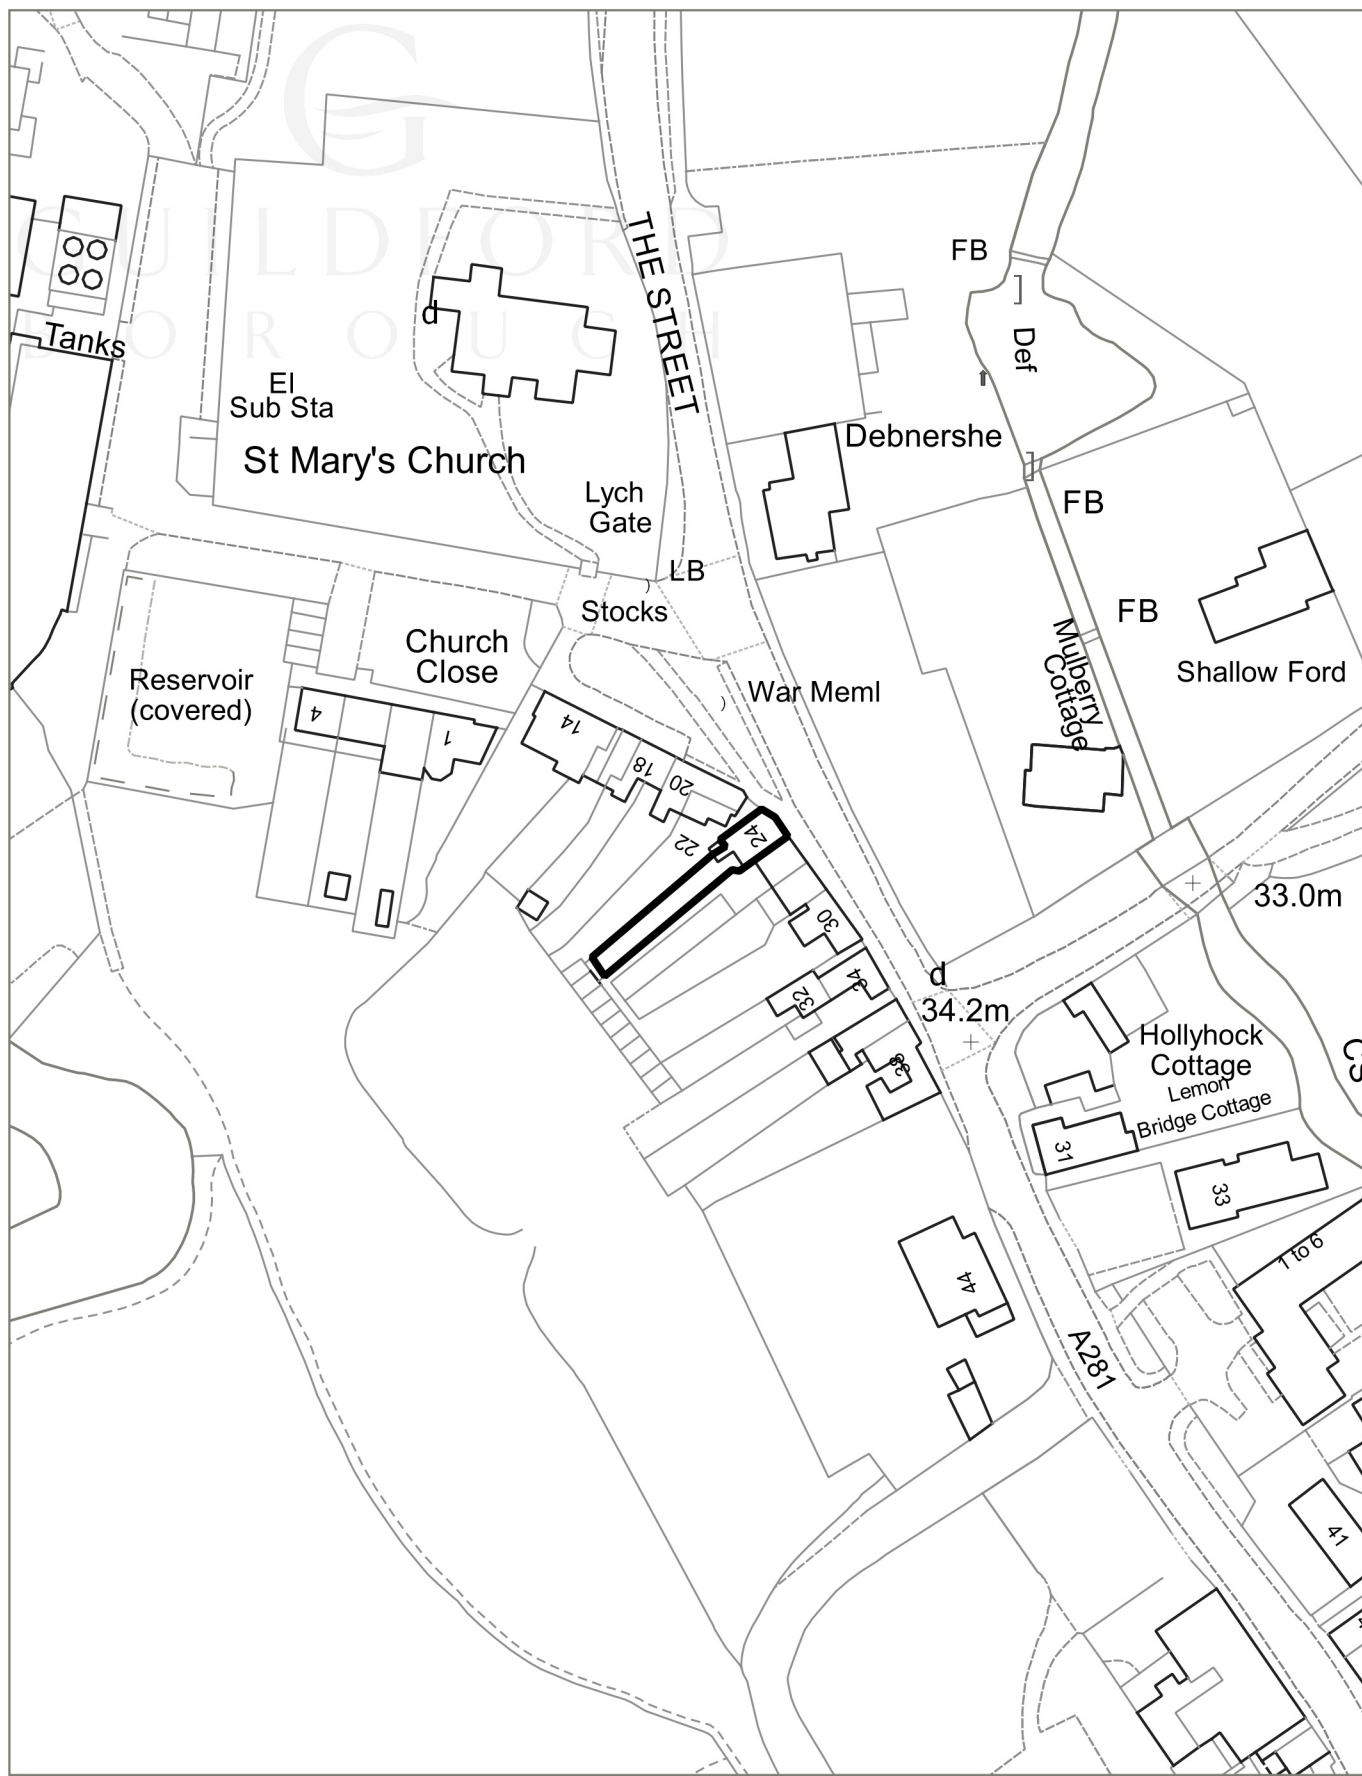 GUILDFORD
BOROUGH
THE STREET
FB
Def
Tanks
d
El
Sub Sta
St Mary's Church
Debnershe
Lych
Gate
FB
LB
Stocks
FB
Church
Close
Mulberry
Cottage
Shallow Ford
Reservoir
(covered)
War Meml
4
1
14
18
20
22
24
33.0m
30
d
34.2m
34
32
38
Hollyhock
Cottage
Lemon
Bridge Cottage
CS
31
33
1 to 6
44
A281
41